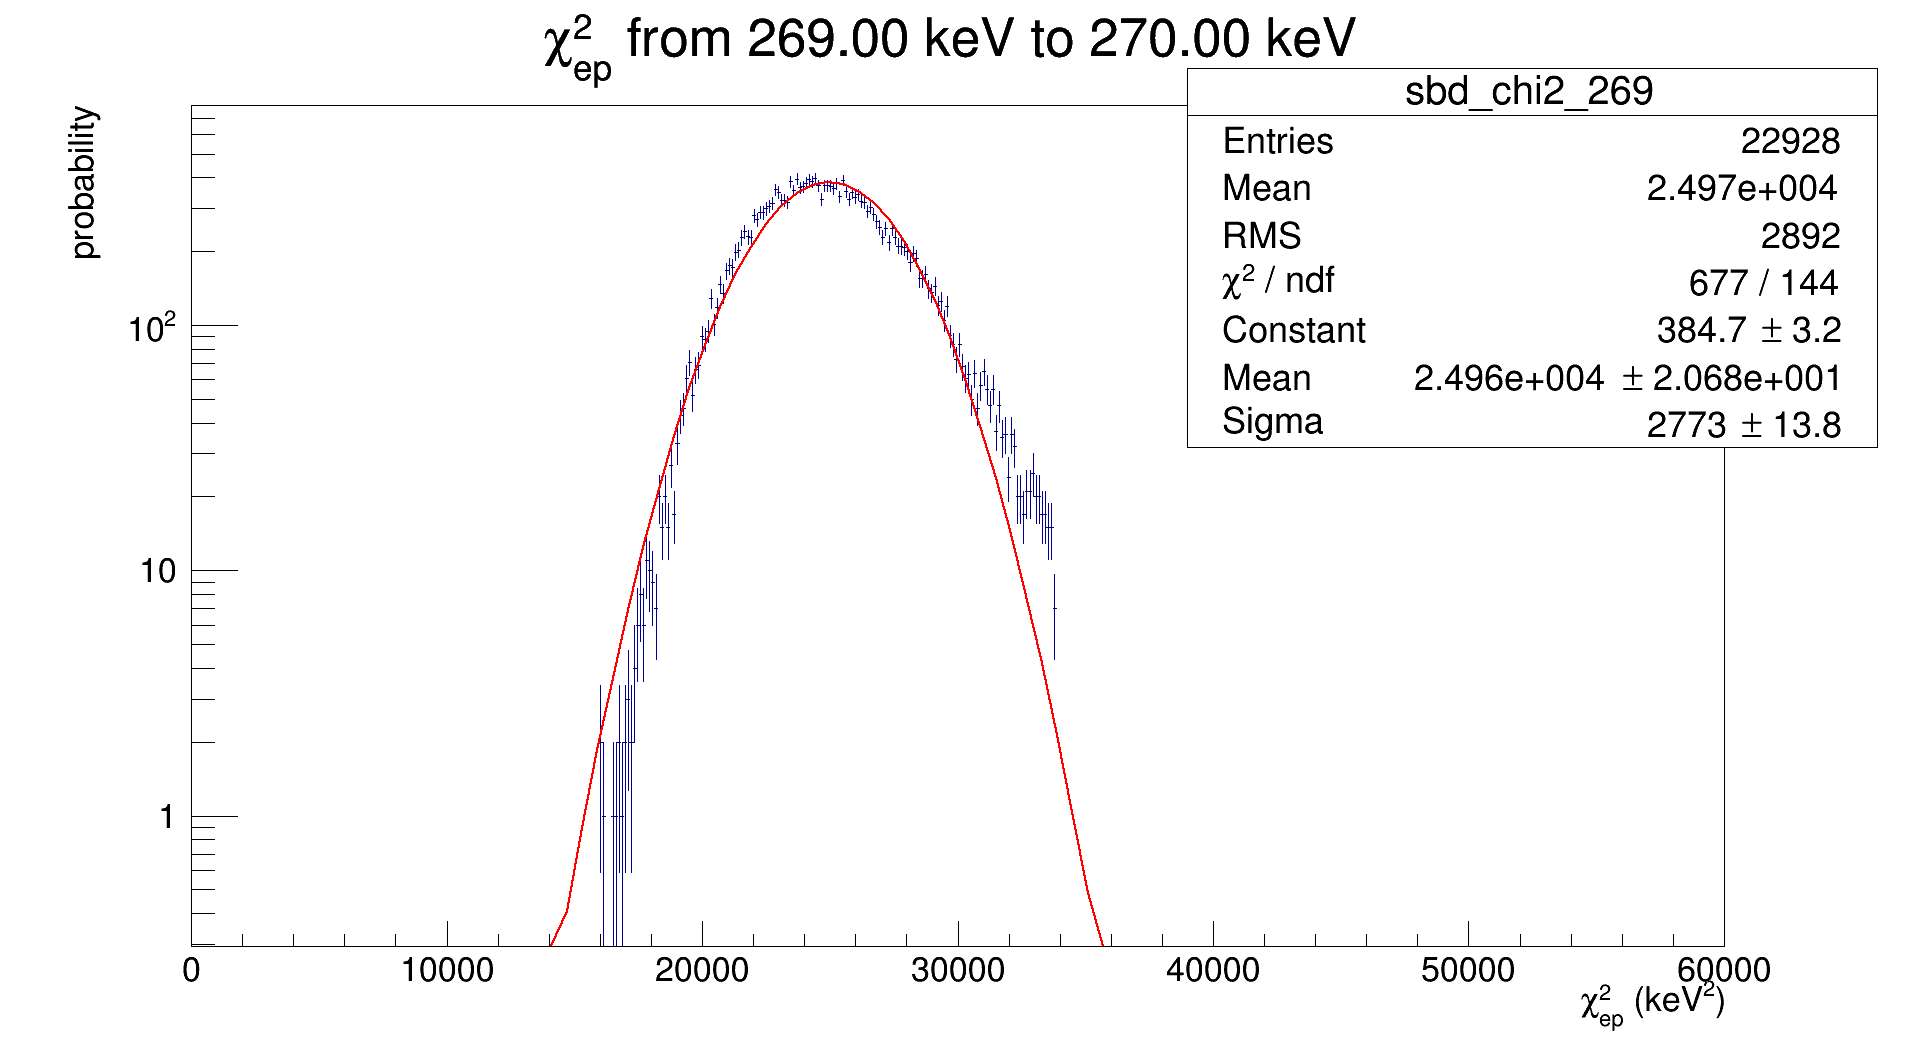 χ²ep from 269.00 keV to 270.00 keV
probability
sbd_chi2_269
Entries 22928
Mean 2.497e+004
RMS 2892
χ² / ndf 677 / 144
Constant 384.7 ± 3.2
Mean 2.496e+004 ± 2.068e+001
Sigma 2773 ± 13.8
10²
10
1
0 10000 20000 30000 40000 50000 60000
χ²ep (keV²)